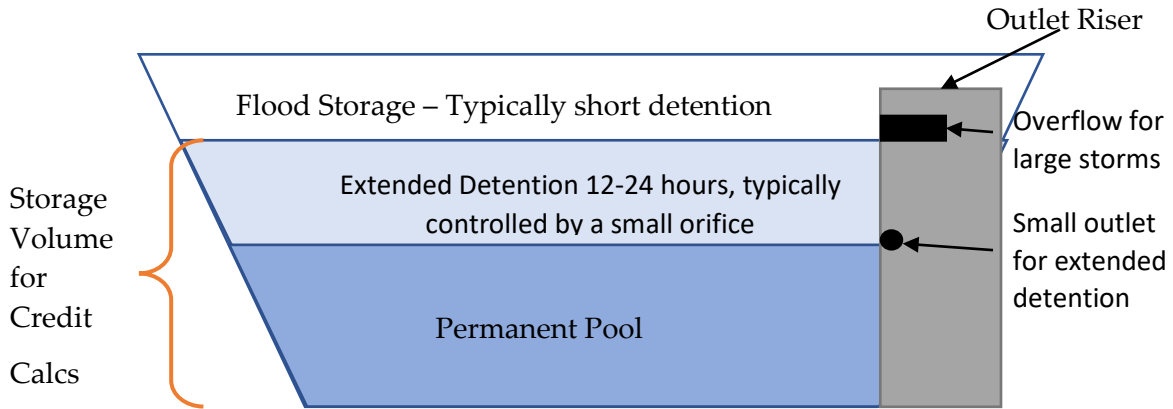 Outlet Riser
Flood Storage – Typically short detention
Overflow for
large storms
Storage
Volume
for
Credit
Calcs
Extended Detention 12-24 hours, typically
controlled by a small orifice
Small outlet
for extended
detention
Permanent Pool